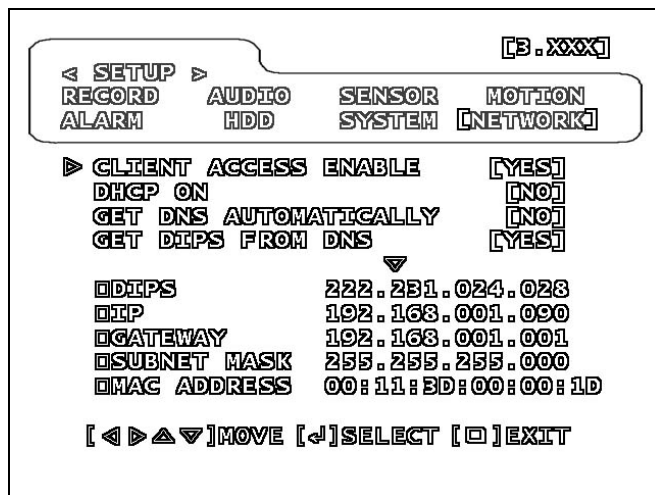 [3.XXX]
< SETUP >
RECORD AUDIO SENSOR MOTION
ALARM HDD SYSTEM [NETWORK]
▷ CLIENT ACCESS ENABLE [YES]
DHCP ON [NO]
GET DNS AUTOMATICALLY [NO]
GET DIPS FROM DNS [YES]
▽
□DIPS 222.231.024.028
□IP 192.168.001.090
□GATEWAY 192.168.001.001
□SUBNET MASK 255.255.255.000
□MAC ADDRESS 00:11:3D:00:00:1D
[◁▷△▽]MOVE [↲]SELECT [□]EXIT